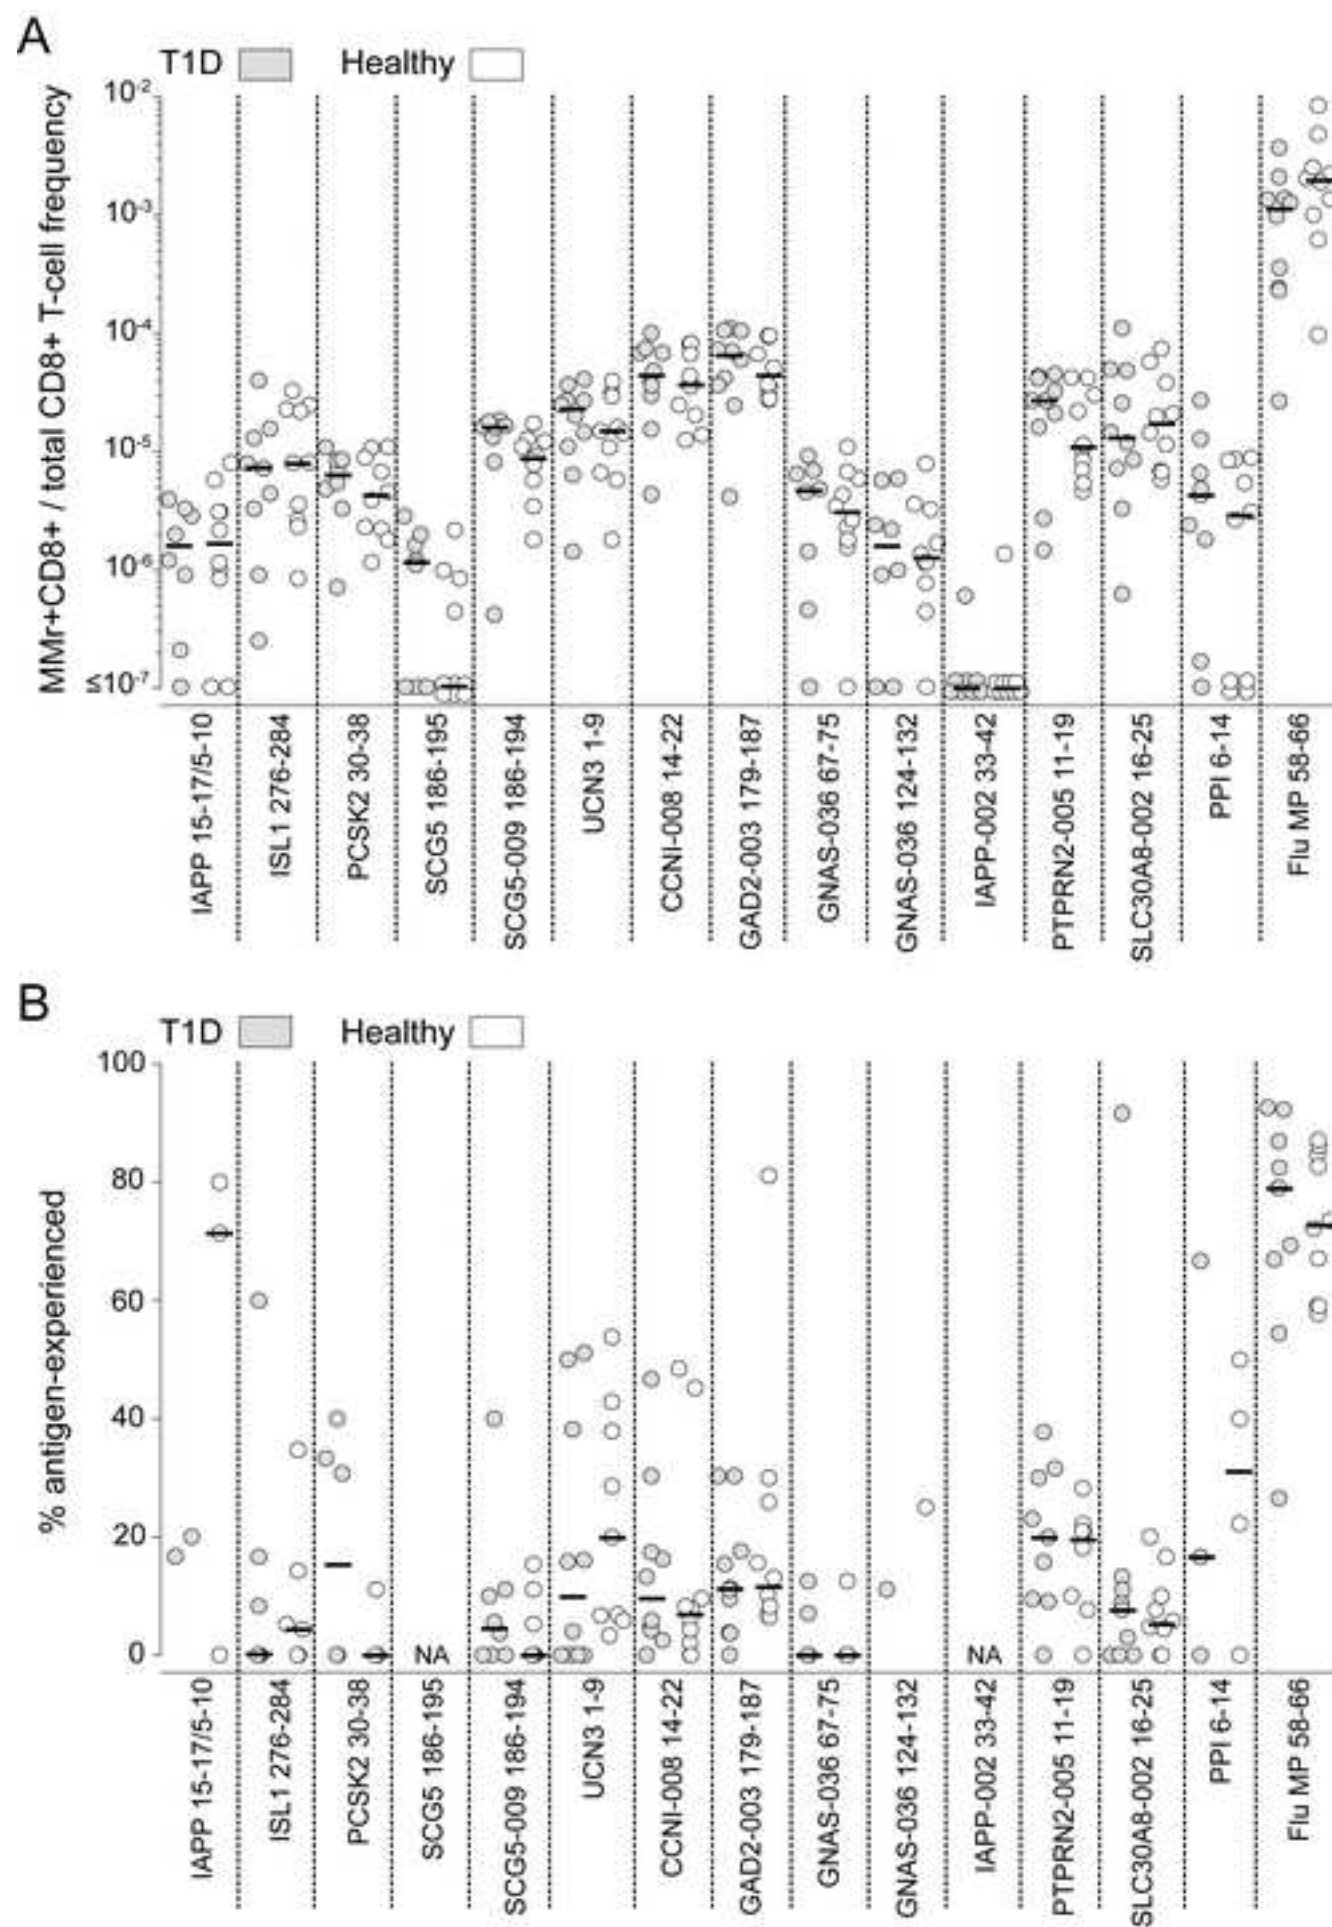 A
T1D
Healthy
MMr+CD8+ / total CD8+ T-cell frequency
10-2
10-3
10-4
10-5
10-6
≤10-7
IAPP 15-17/5-10
ISL1 276-284
PCSK2 30-38
SCG5 186-195
SCG5-009 186-194
UCN3 1-9
CCNI-008 14-22
GAD2-003 179-187
GNAS-036 67-75
GNAS-036 124-132
IAPP-002 33-42
PTPRN2-005 11-19
SLC30A8-002 16-25
PPI 6-14
Flu MP 58-66
B
T1D
Healthy
% antigen-experienced
100
80
60
40
20
0
NA
NA
IAPP 15-17/5-10
ISL1 276-284
PCSK2 30-38
SCG5 186-195
SCG5-009 186-194
UCN3 1-9
CCNI-008 14-22
GAD2-003 179-187
GNAS-036 67-75
GNAS-036 124-132
IAPP-002 33-42
PTPRN2-005 11-19
SLC30A8-002 16-25
PPI 6-14
Flu MP 58-66